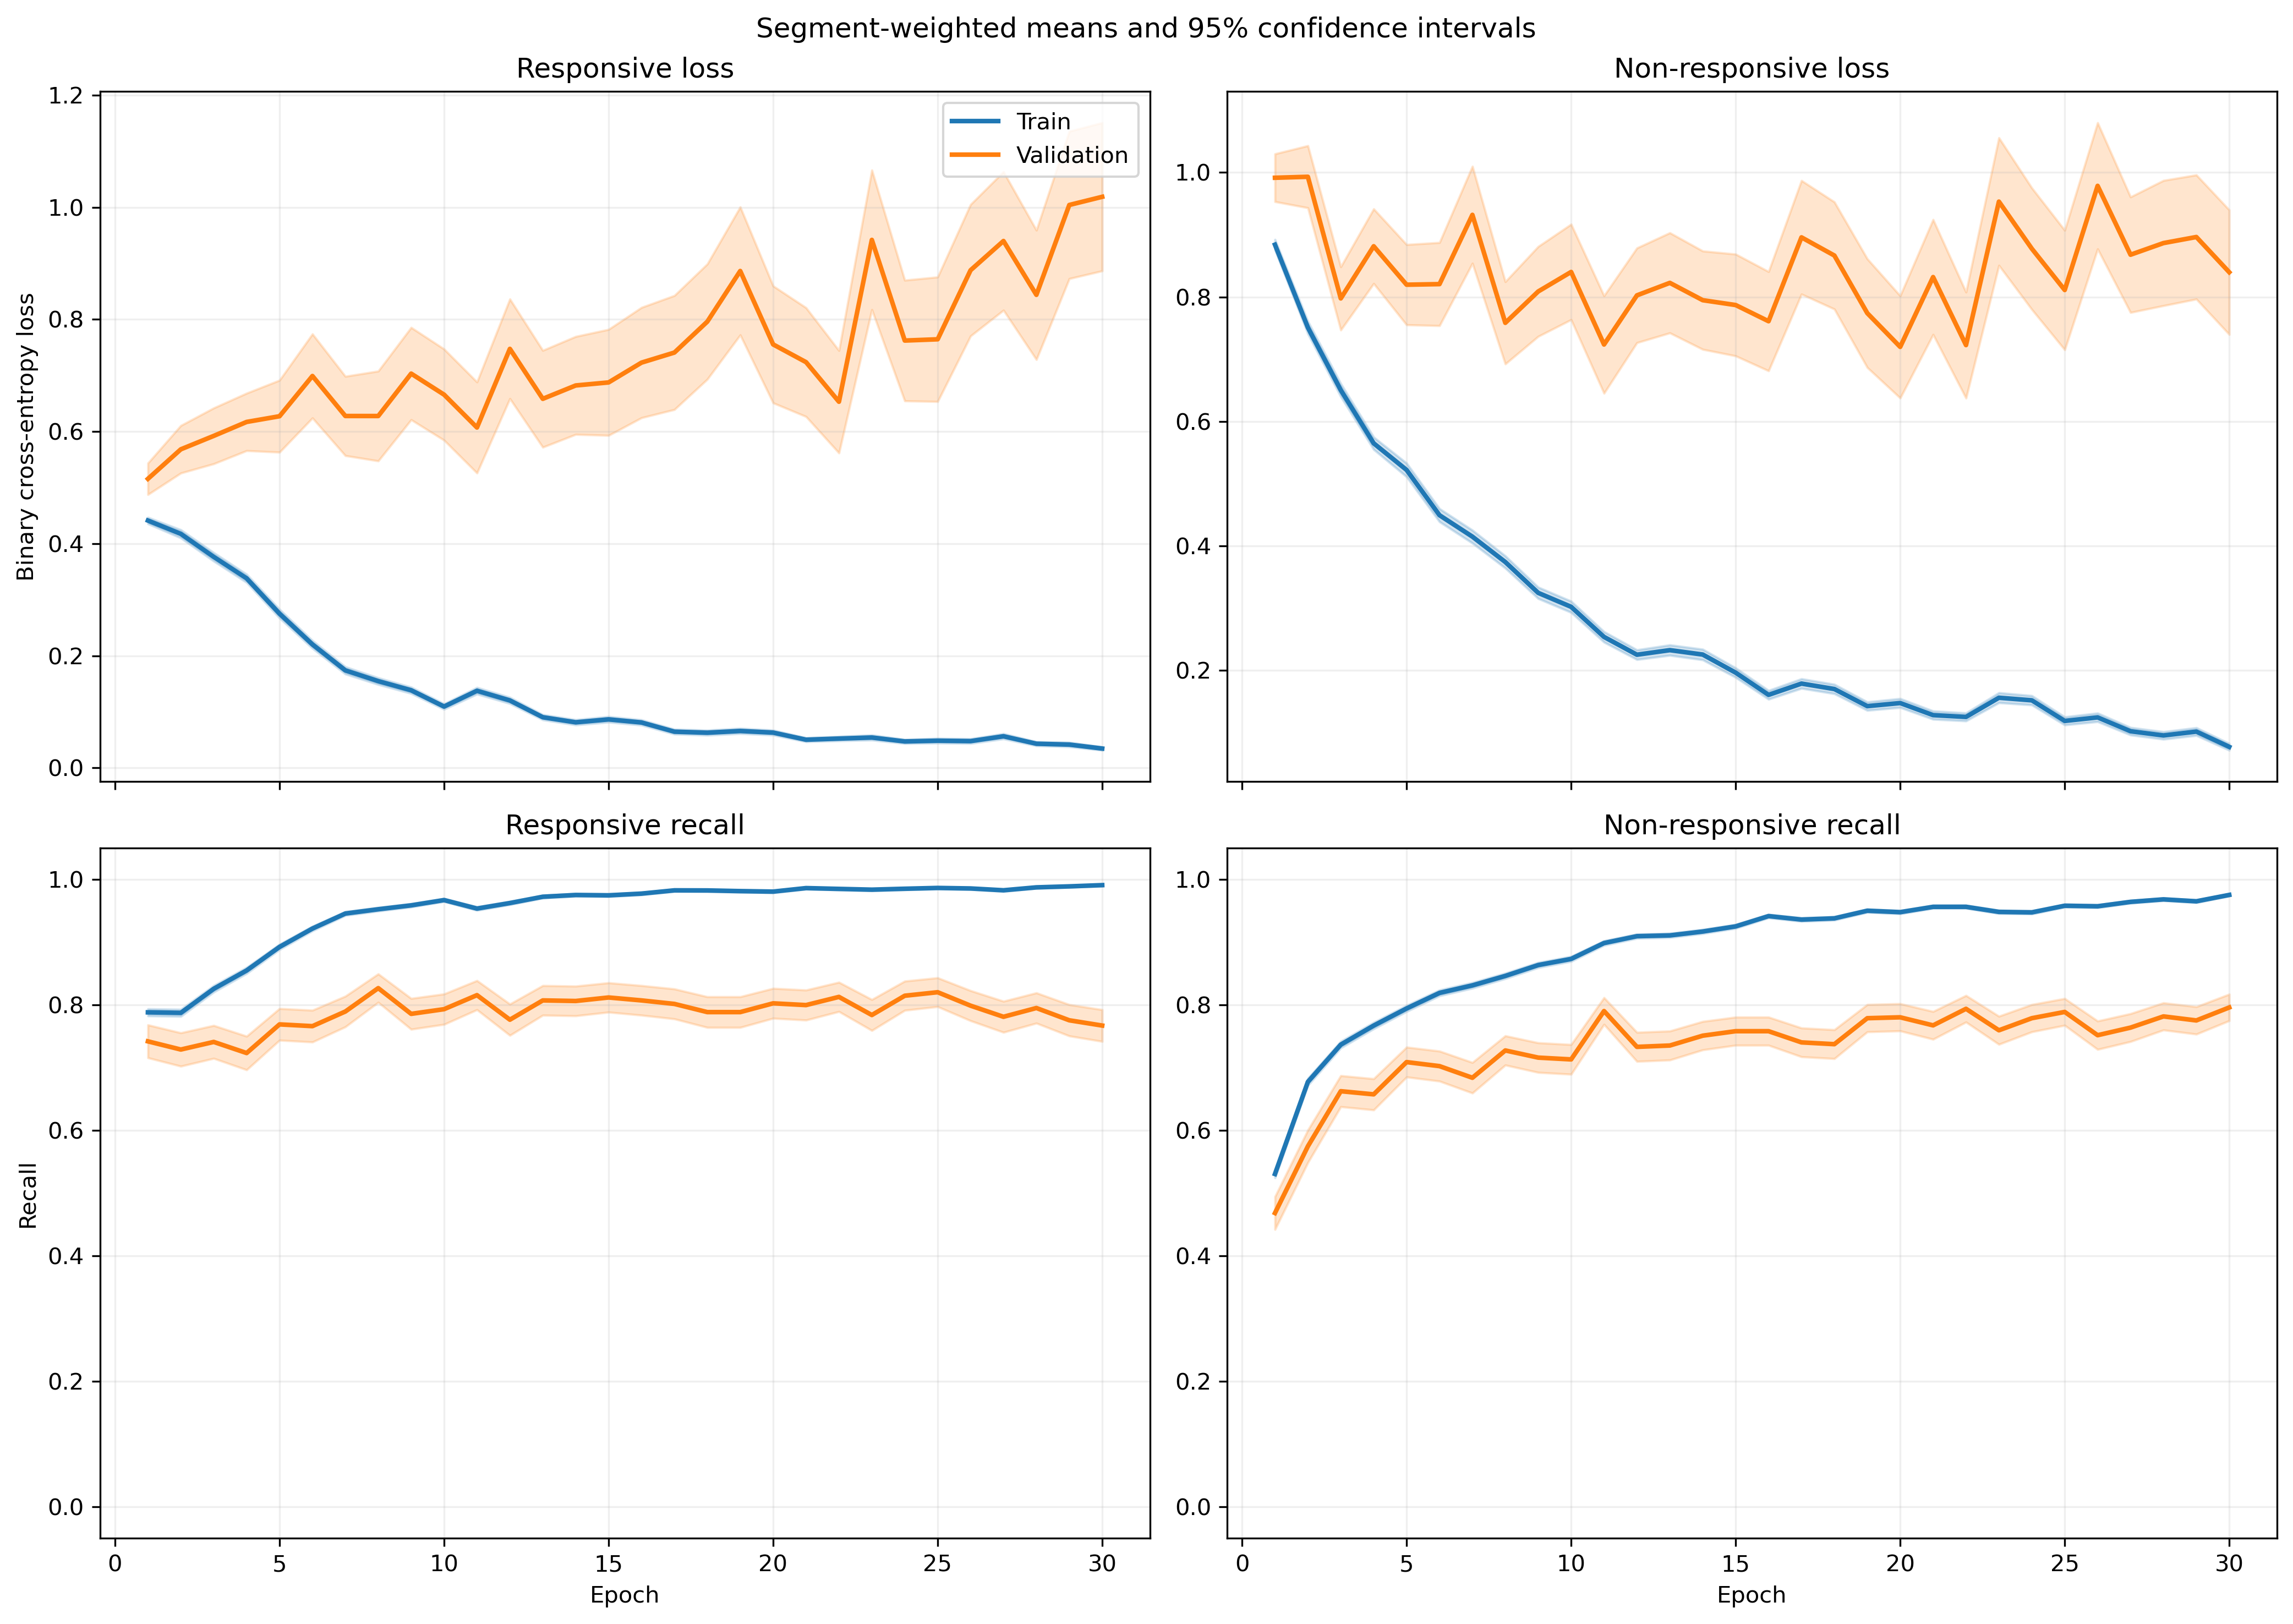 Segment-weighted means and 95% confidence intervals
Responsive loss
Non-responsive loss
Train
Validation
Binary cross-entropy loss
1.2
1.0
0.8
0.6
0.4
0.2
0.0
1.0
0.8
0.6
0.4
0.2
Responsive recall
Non-responsive recall
Recall
1.0
0.8
0.6
0.4
0.2
0.0
0 5 10 15 20 25 30
Epoch
1.0
0.8
0.6
0.4
0.2
0.0
0 5 10 15 20 25 30
Epoch